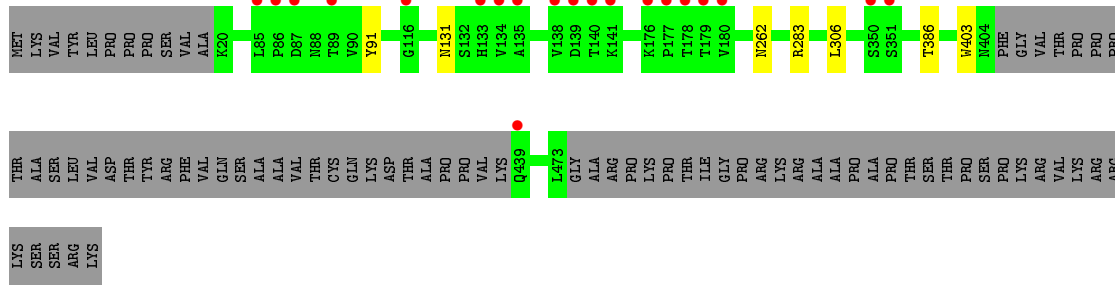 MET LYS VAL TYR LEU PRO PRO PRO SER VAL ALA K20 L85 P86 D87 N88 T89 V90 Y91 G116 N131 S132 H133 V134 A135 V138 D139 T140 K141 K176 P177 T178 T179 V180 N262 R283 L306 S350 S351 T386 W403 N404 PHE GLY VAL THR PRO PRO PRO
THR ALA SER LEU VAL ASP THR TYR ARG PHE VAL GLN SER ALA ALA VAL THR CYS GLN LYS ASP THR ALA PRO PRO VAL LYS Q439 L473 GLY ALA ARG PRO LYS PRO THR ILE GLY PRO ARG LYS ARG ALA ALA PRO ALA PRO THR SER THR PRO SER PRO LYS ARG VAL LYS ARG ARG
LYS SER SER ARG LYS